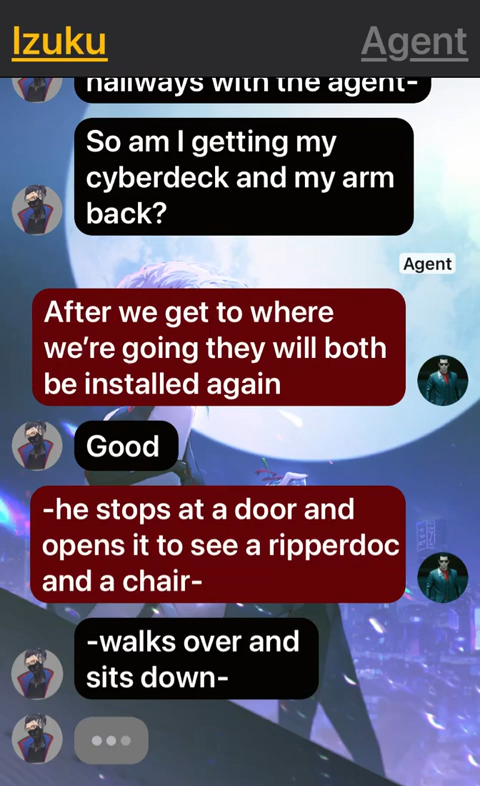 Izuku
Agent
hallways with the agent-
So am I getting my
cyberdeck and my arm
back?
Agent
After we get to where
we're going they will both
be installed again
Good
-he stops at a door and
opens it to see a ripperdoc
and a chair-
-walks over and
sits down-